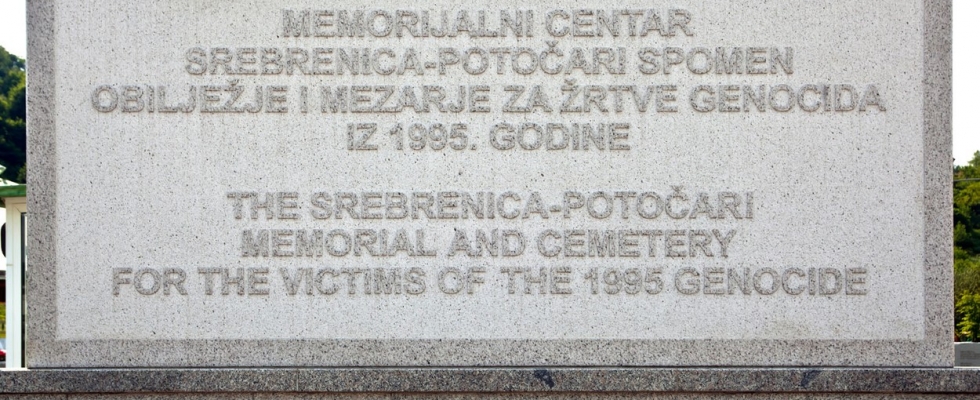 MEMORIJALNI CENTAR
SREBRENICA-POTOČARI SPOMEN
OBILJEŽJE I MEZARJE ZA ŽRTVE GENOCIDA
IZ 1995. GODINE
THE SREBRENICA-POTOČARI
MEMORIAL AND CEMETERY
FOR THE VICTIMS OF THE 1995 GENOCIDE